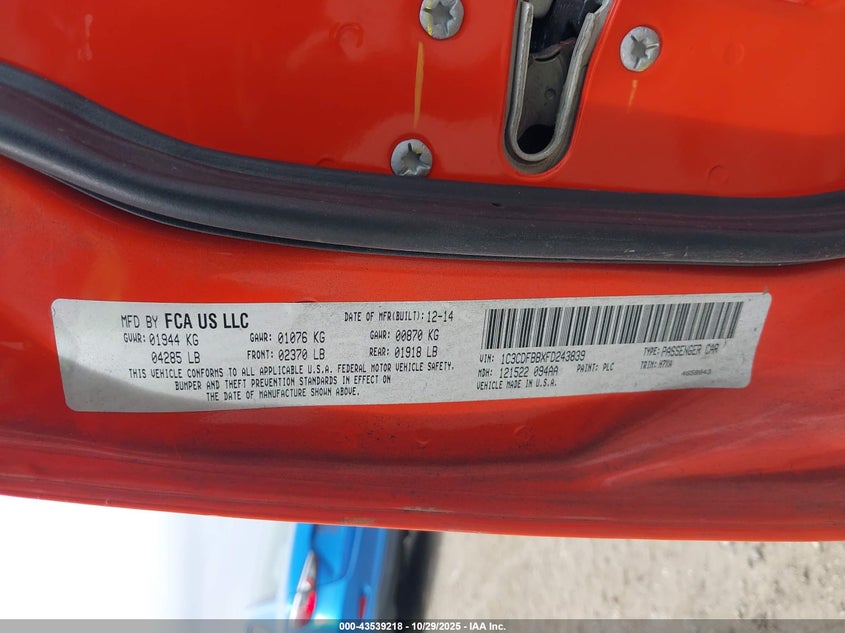 MFD BY FCA US LLC DATE OF MFR(BUILT): 12-14
GVWR: 01944 KG GAWR: 01076 KG GAWR: 00870 KG
04285 LB FRONT: 02370 LB REAR: 01918 LB
THIS VEHICLE CONFORMS TO ALL APPLICABLE U.S.A. FEDERAL MOTOR VEHICLE SAFETY,
BUMPER AND THEFT PREVENTION STANDARDS IN EFFECT ON
THE DATE OF MANUFACTURE SHOWN ABOVE.
VIN: 1C3CDFBBXFD243839 TYPE: PASSENGER CAR
MDH: 121522 094AA PAINT: PLC TRIM: H7X9
VEHICLE MADE IN U.S.A.
000-43539218 - 10/29/2025 - IAA Inc.